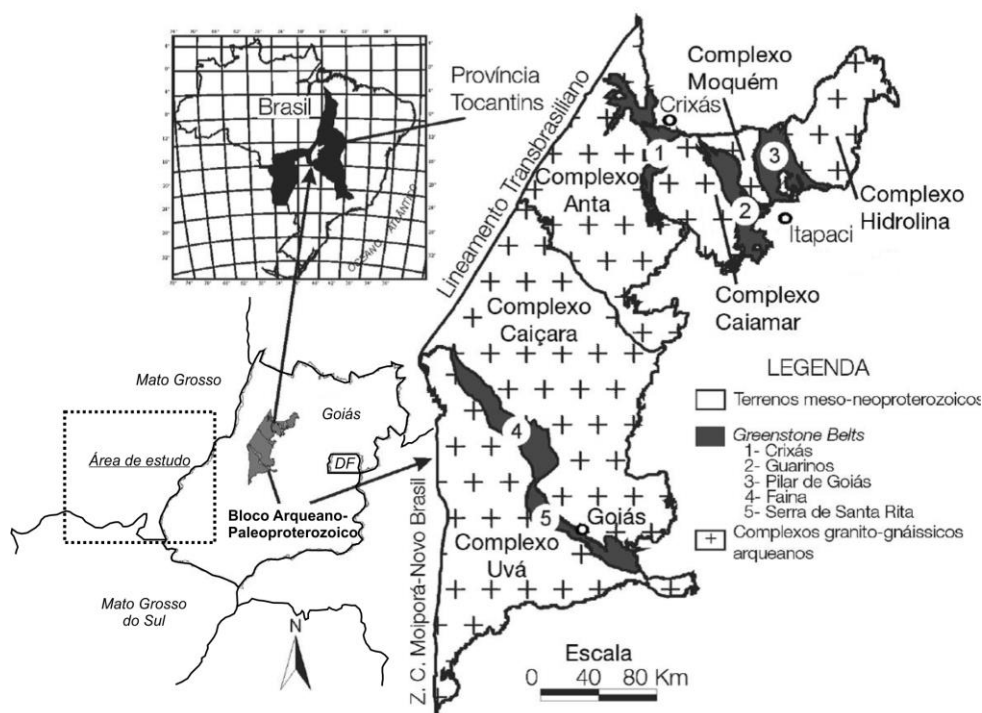 Brasil
OCEANO ATLÂNTICO
Província
Tocantins
Mato Grosso
Goiás
Área de estudo
DF
Bloco Arqueano-
Paleoproterozoico
Mato Grosso
do Sul
N
Lineamento Transbrasiliano
Z. C. Moiporá-Novo Brasil
Complexo
Moquém
Crixás
1
Complexo
Anta
2
3
Itapaci
Complexo
Hidrolina
Complexo
Caiamar
Complexo
Caiçara
4
5
Goiás
Complexo
Uvá
LEGENDA
Terrenos meso-neoproterozoicos
Greenstone Belts
1- Crixás
2- Guarinos
3- Pilar de Goiás
4- Faina
5- Serra de Santa Rita
Complexos granito-gnáissicos
arqueanos
Escala
0 40 80 Km